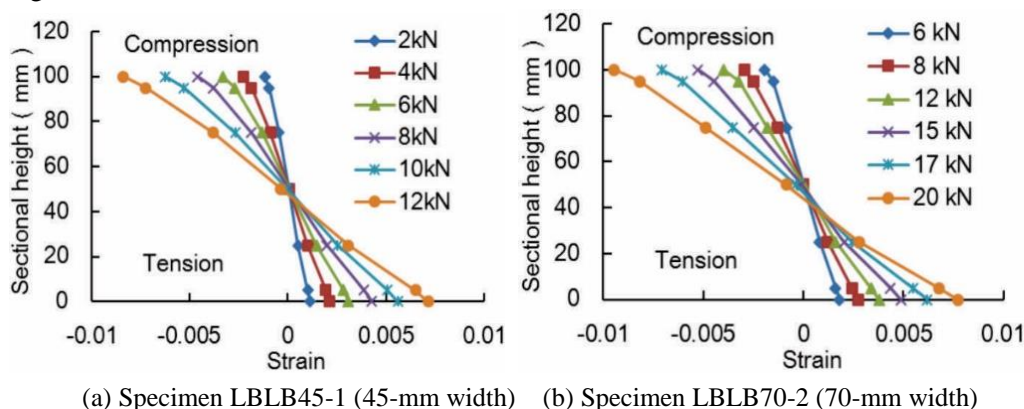 120
100
80
60
40
20
0
Sectional height ( mm )
Compression
Tension
2kN
4kN
6kN
8kN
10kN
12kN
-0.01 -0.005 0 0.005 0.01
Strain
(a) Specimen LBLB45-1 (45-mm width)
120
100
80
60
40
20
0
Sectional height ( mm )
Compression
Tension
6 kN
8 kN
12 kN
15 kN
17 kN
20 kN
-0.01 -0.005 0 0.005 0.01
Strain
(b) Specimen LBLB70-2 (70-mm width)